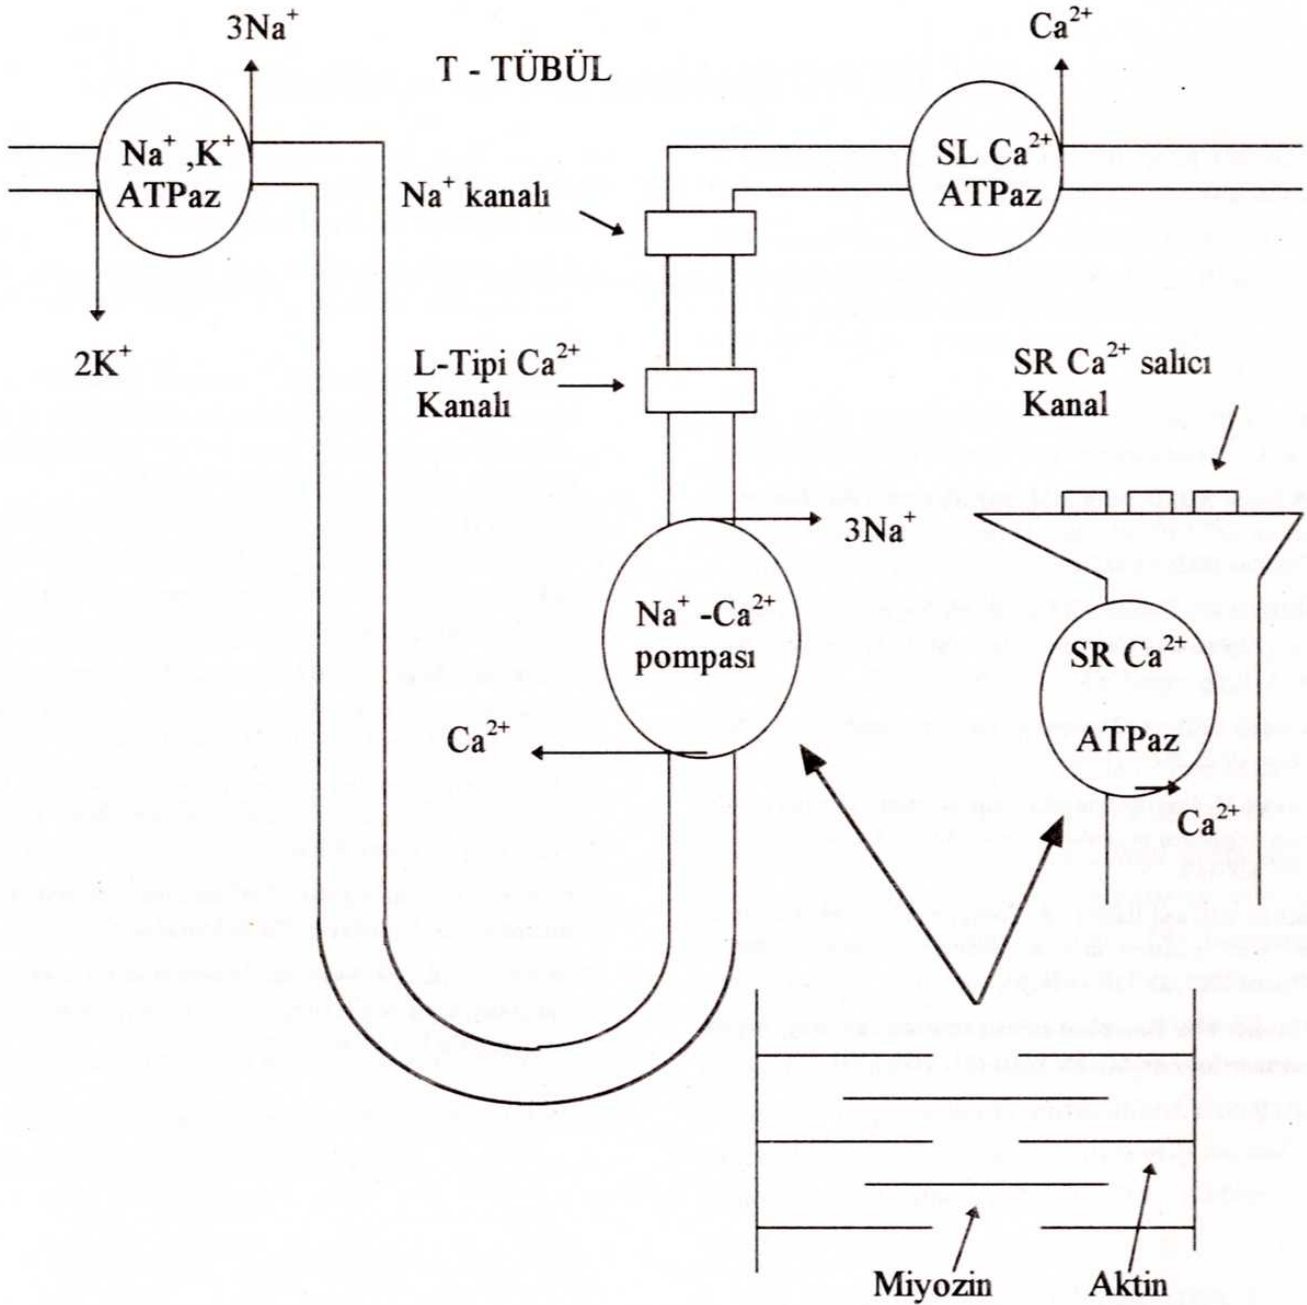 3Na⁺
Ca²⁺
T - TÜBÜL
Na⁺ ,K⁺
ATPaz
SL Ca²⁺
ATPaz
Na⁺ kanalı
2K⁺
L-Tipi Ca²⁺
Kanalı
SR Ca²⁺ salıcı
Kanal
3Na⁺
Na⁺ -Ca²⁺
pompası
SR Ca²⁺
ATPaz
Ca²⁺
Ca²⁺
Miyozin
Aktin